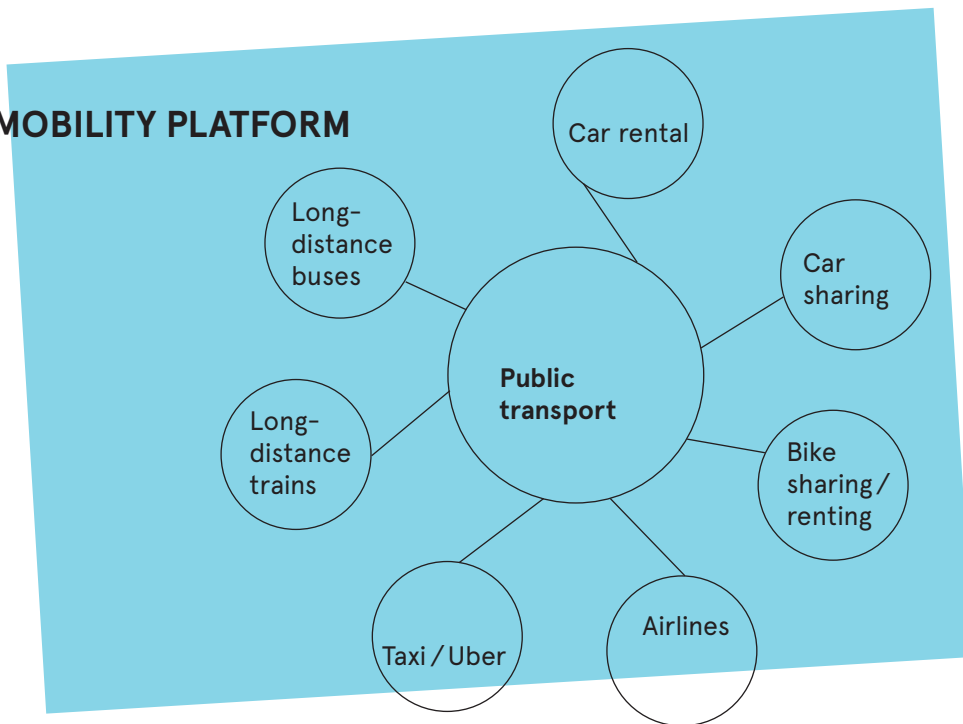 MOBILITY PLATFORM
Car rental
Long-
distance
buses
Car
sharing
Public
transport
Long-
distance
trains
Bike
sharing/
renting
Taxi/Uber
Airlines